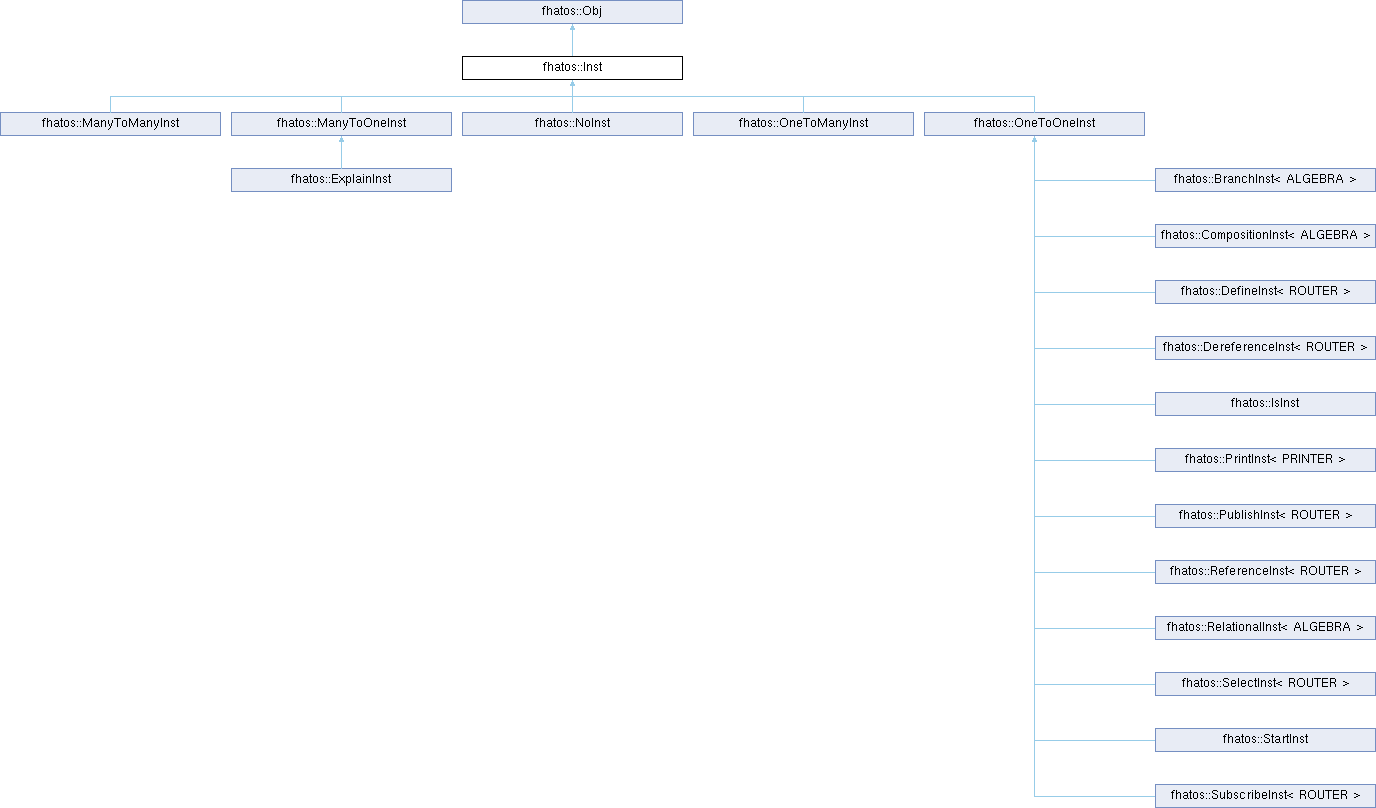 fhatos::Obj
fhatos::Inst
fhatos::ManyToManyInst
fhatos::ManyToOneInst
fhatos::NoInst
fhatos::OneToManyInst
fhatos::OneToOneInst
fhatos::ExplainInst
fhatos::BranchInst< ALGEBRA >
fhatos::CompositionInst< ALGEBRA >
fhatos::DefineInst< ROUTER >
fhatos::DereferenceInst< ROUTER >
fhatos::IsInst
fhatos::PrintInst< PRINTER >
fhatos::PublishInst< ROUTER >
fhatos::ReferenceInst< ROUTER >
fhatos::RelationalInst< ALGEBRA >
fhatos::SelectInst< ROUTER >
fhatos::StartInst
fhatos::SubscribeInst< ROUTER >